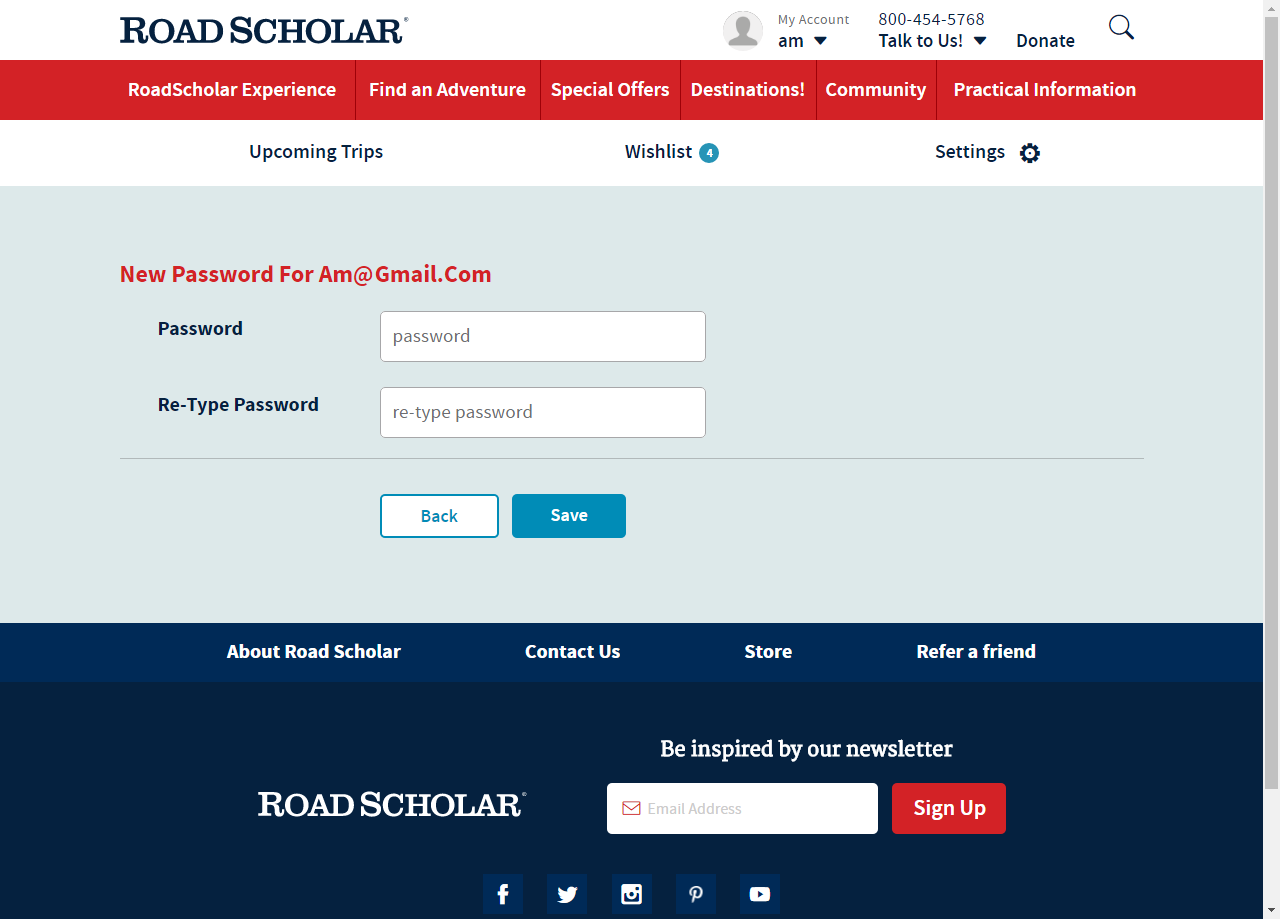 ROAD SCHOLAR®
My Account
am
800-454-5768
Talk to Us!
Donate
RoadScholar Experience
Find an Adventure
Special Offers
Destinations!
Community
Practical Information
Upcoming Trips
Wishlist 4
Settings
New Password For Am@Gmail.Com
Password
password
Re-Type Password
re-type password
Back
Save
About Road Scholar
Contact Us
Store
Refer a friend
Be inspired by our newsletter
ROAD SCHOLAR®
Email Address
Sign Up